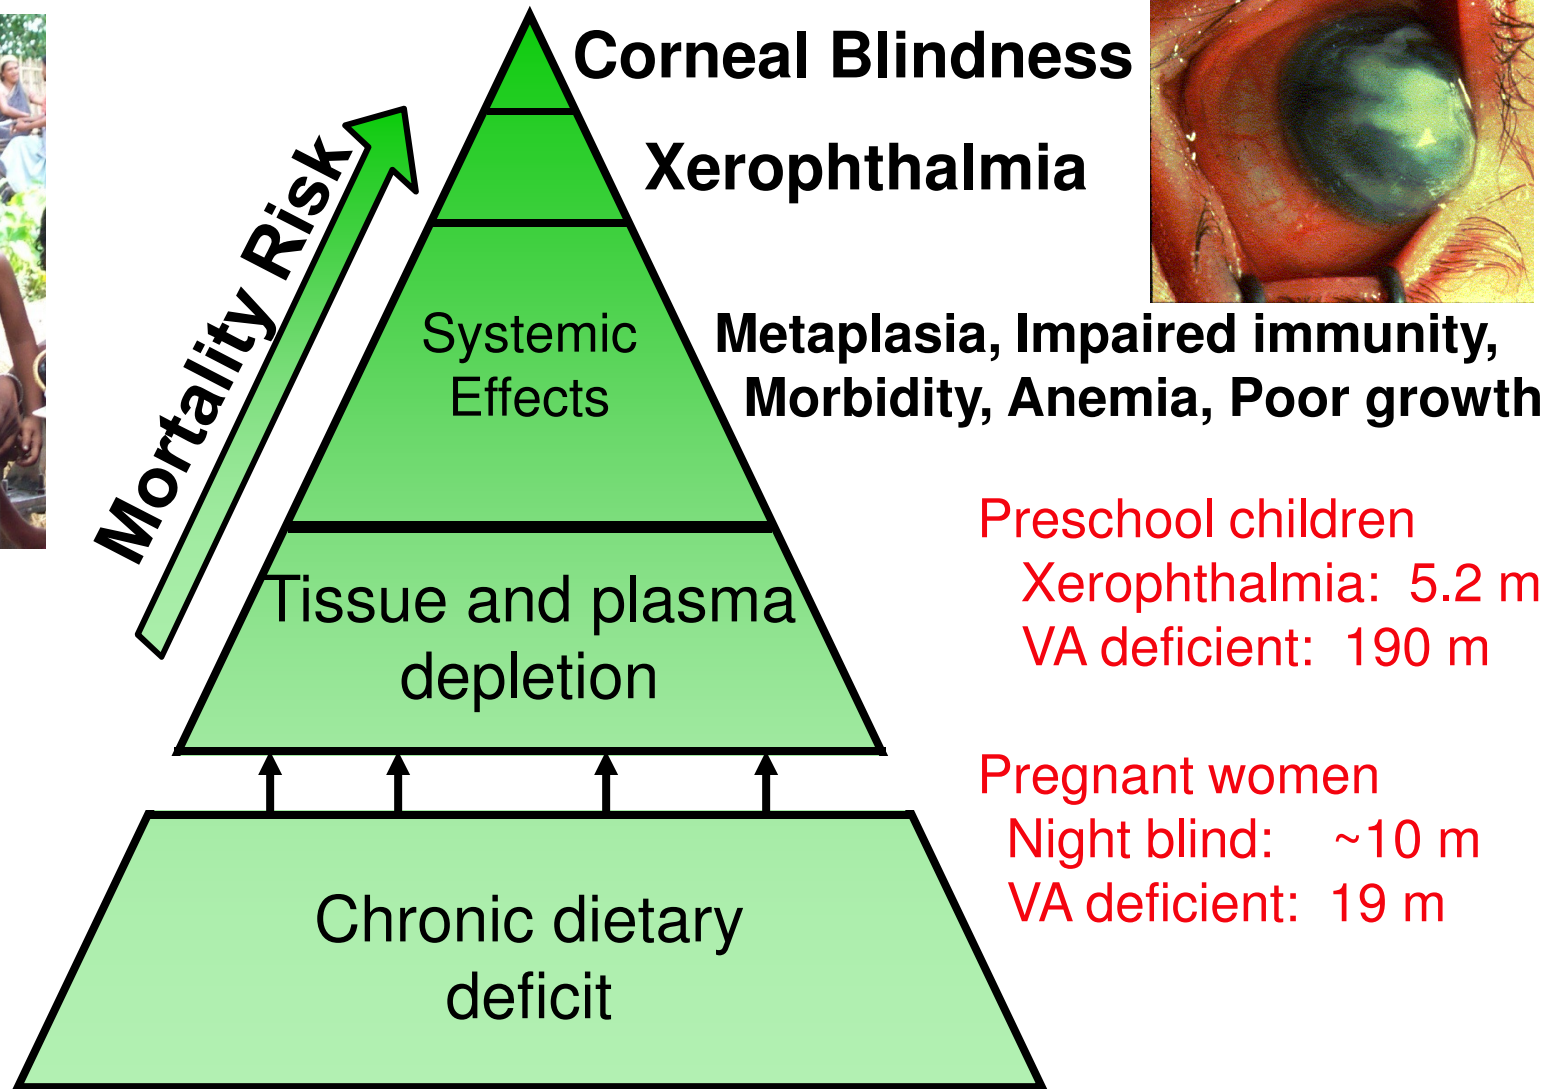 Corneal Blindness
Xerophthalmia
Mortality Risk
Systemic
Effects
Metaplasia, Impaired immunity,
Morbidity, Anemia, Poor growth
Tissue and plasma
depletion
Preschool children
Xerophthalmia: 5.2 m
VA deficient: 190 m
Pregnant women
Night blind: ~10 m
VA deficient: 19 m
Chronic dietary
deficit